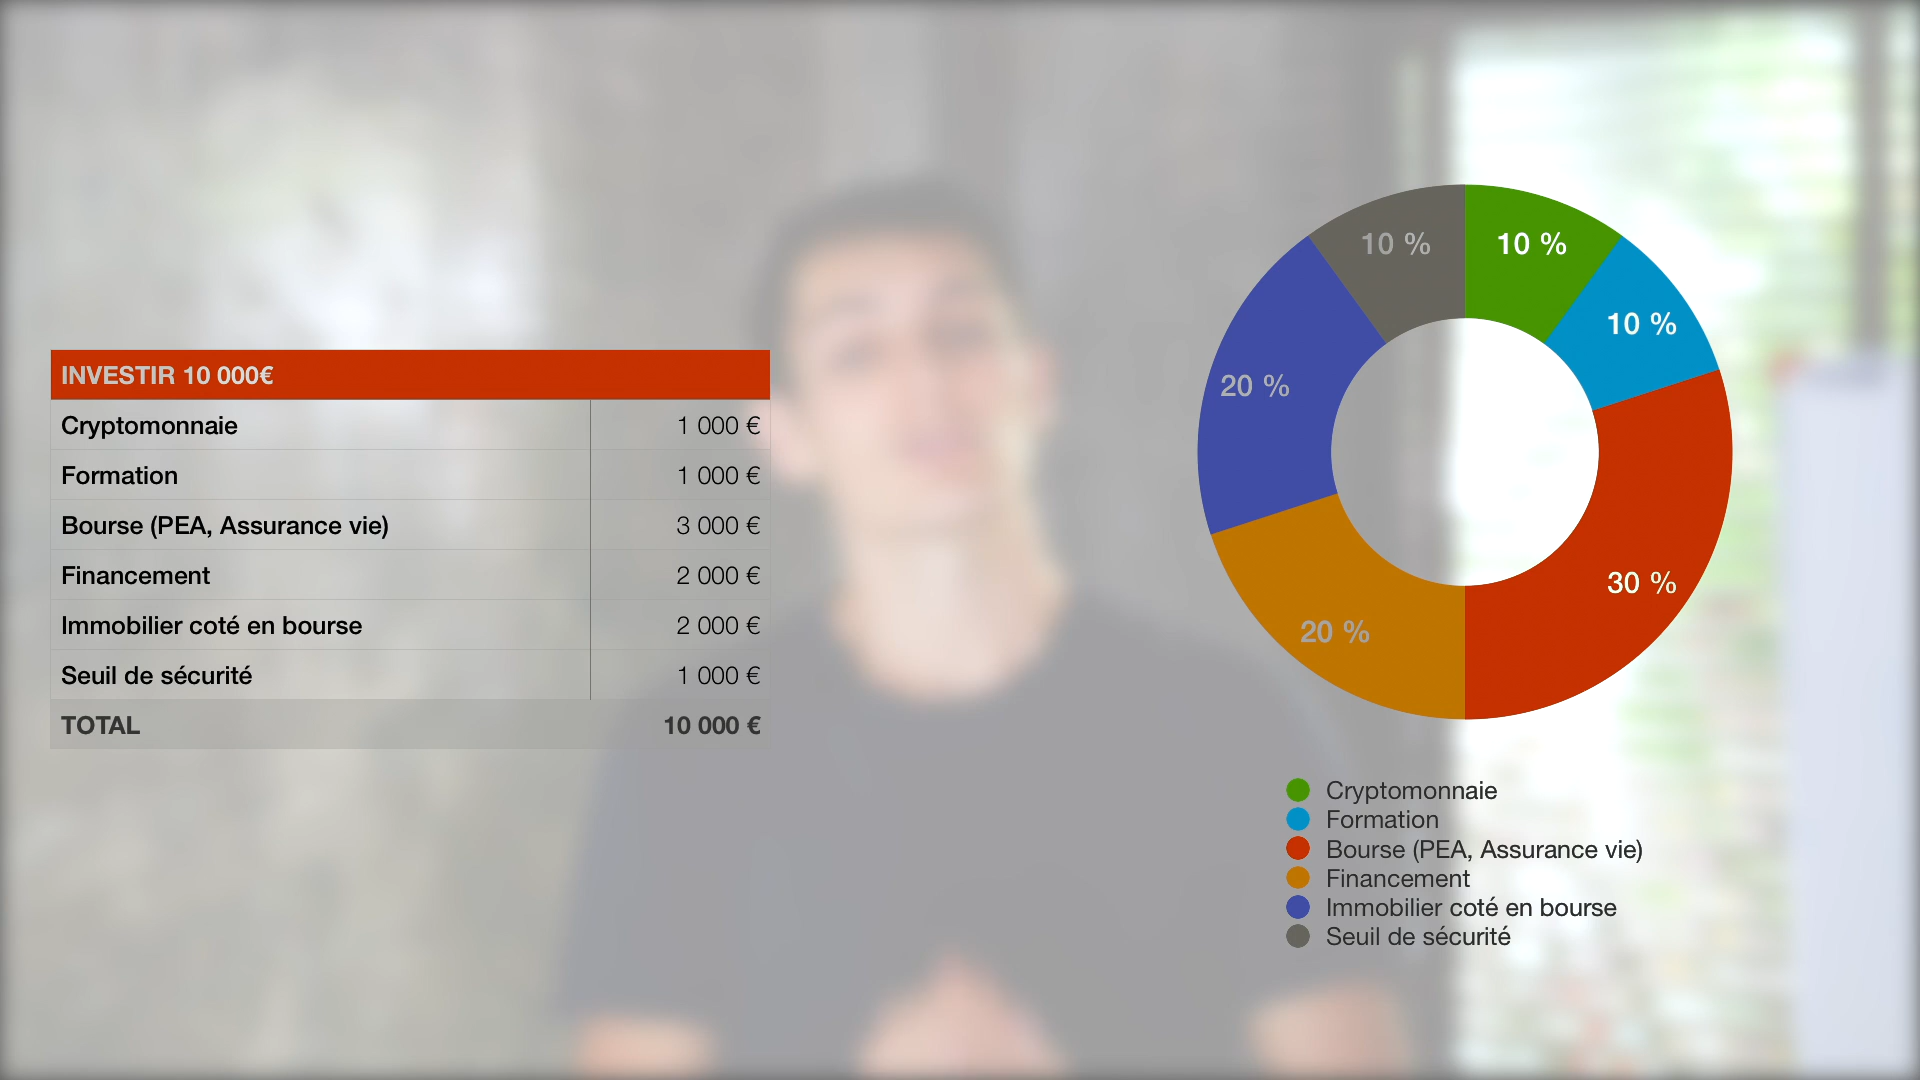 INVESTIR 10 000€
Cryptomonnaie 1 000 €
Formation 1 000 €
Bourse (PEA, Assurance vie) 3 000 €
Financement 2 000 €
Immobilier coté en bourse 2 000 €
Seuil de sécurité 1 000 €
TOTAL 10 000 €
10 %
10 %
10 %
20 %
30 %
20 %
Cryptomonnaie
Formation
Bourse (PEA, Assurance vie)
Financement
Immobilier coté en bourse
Seuil de sécurité